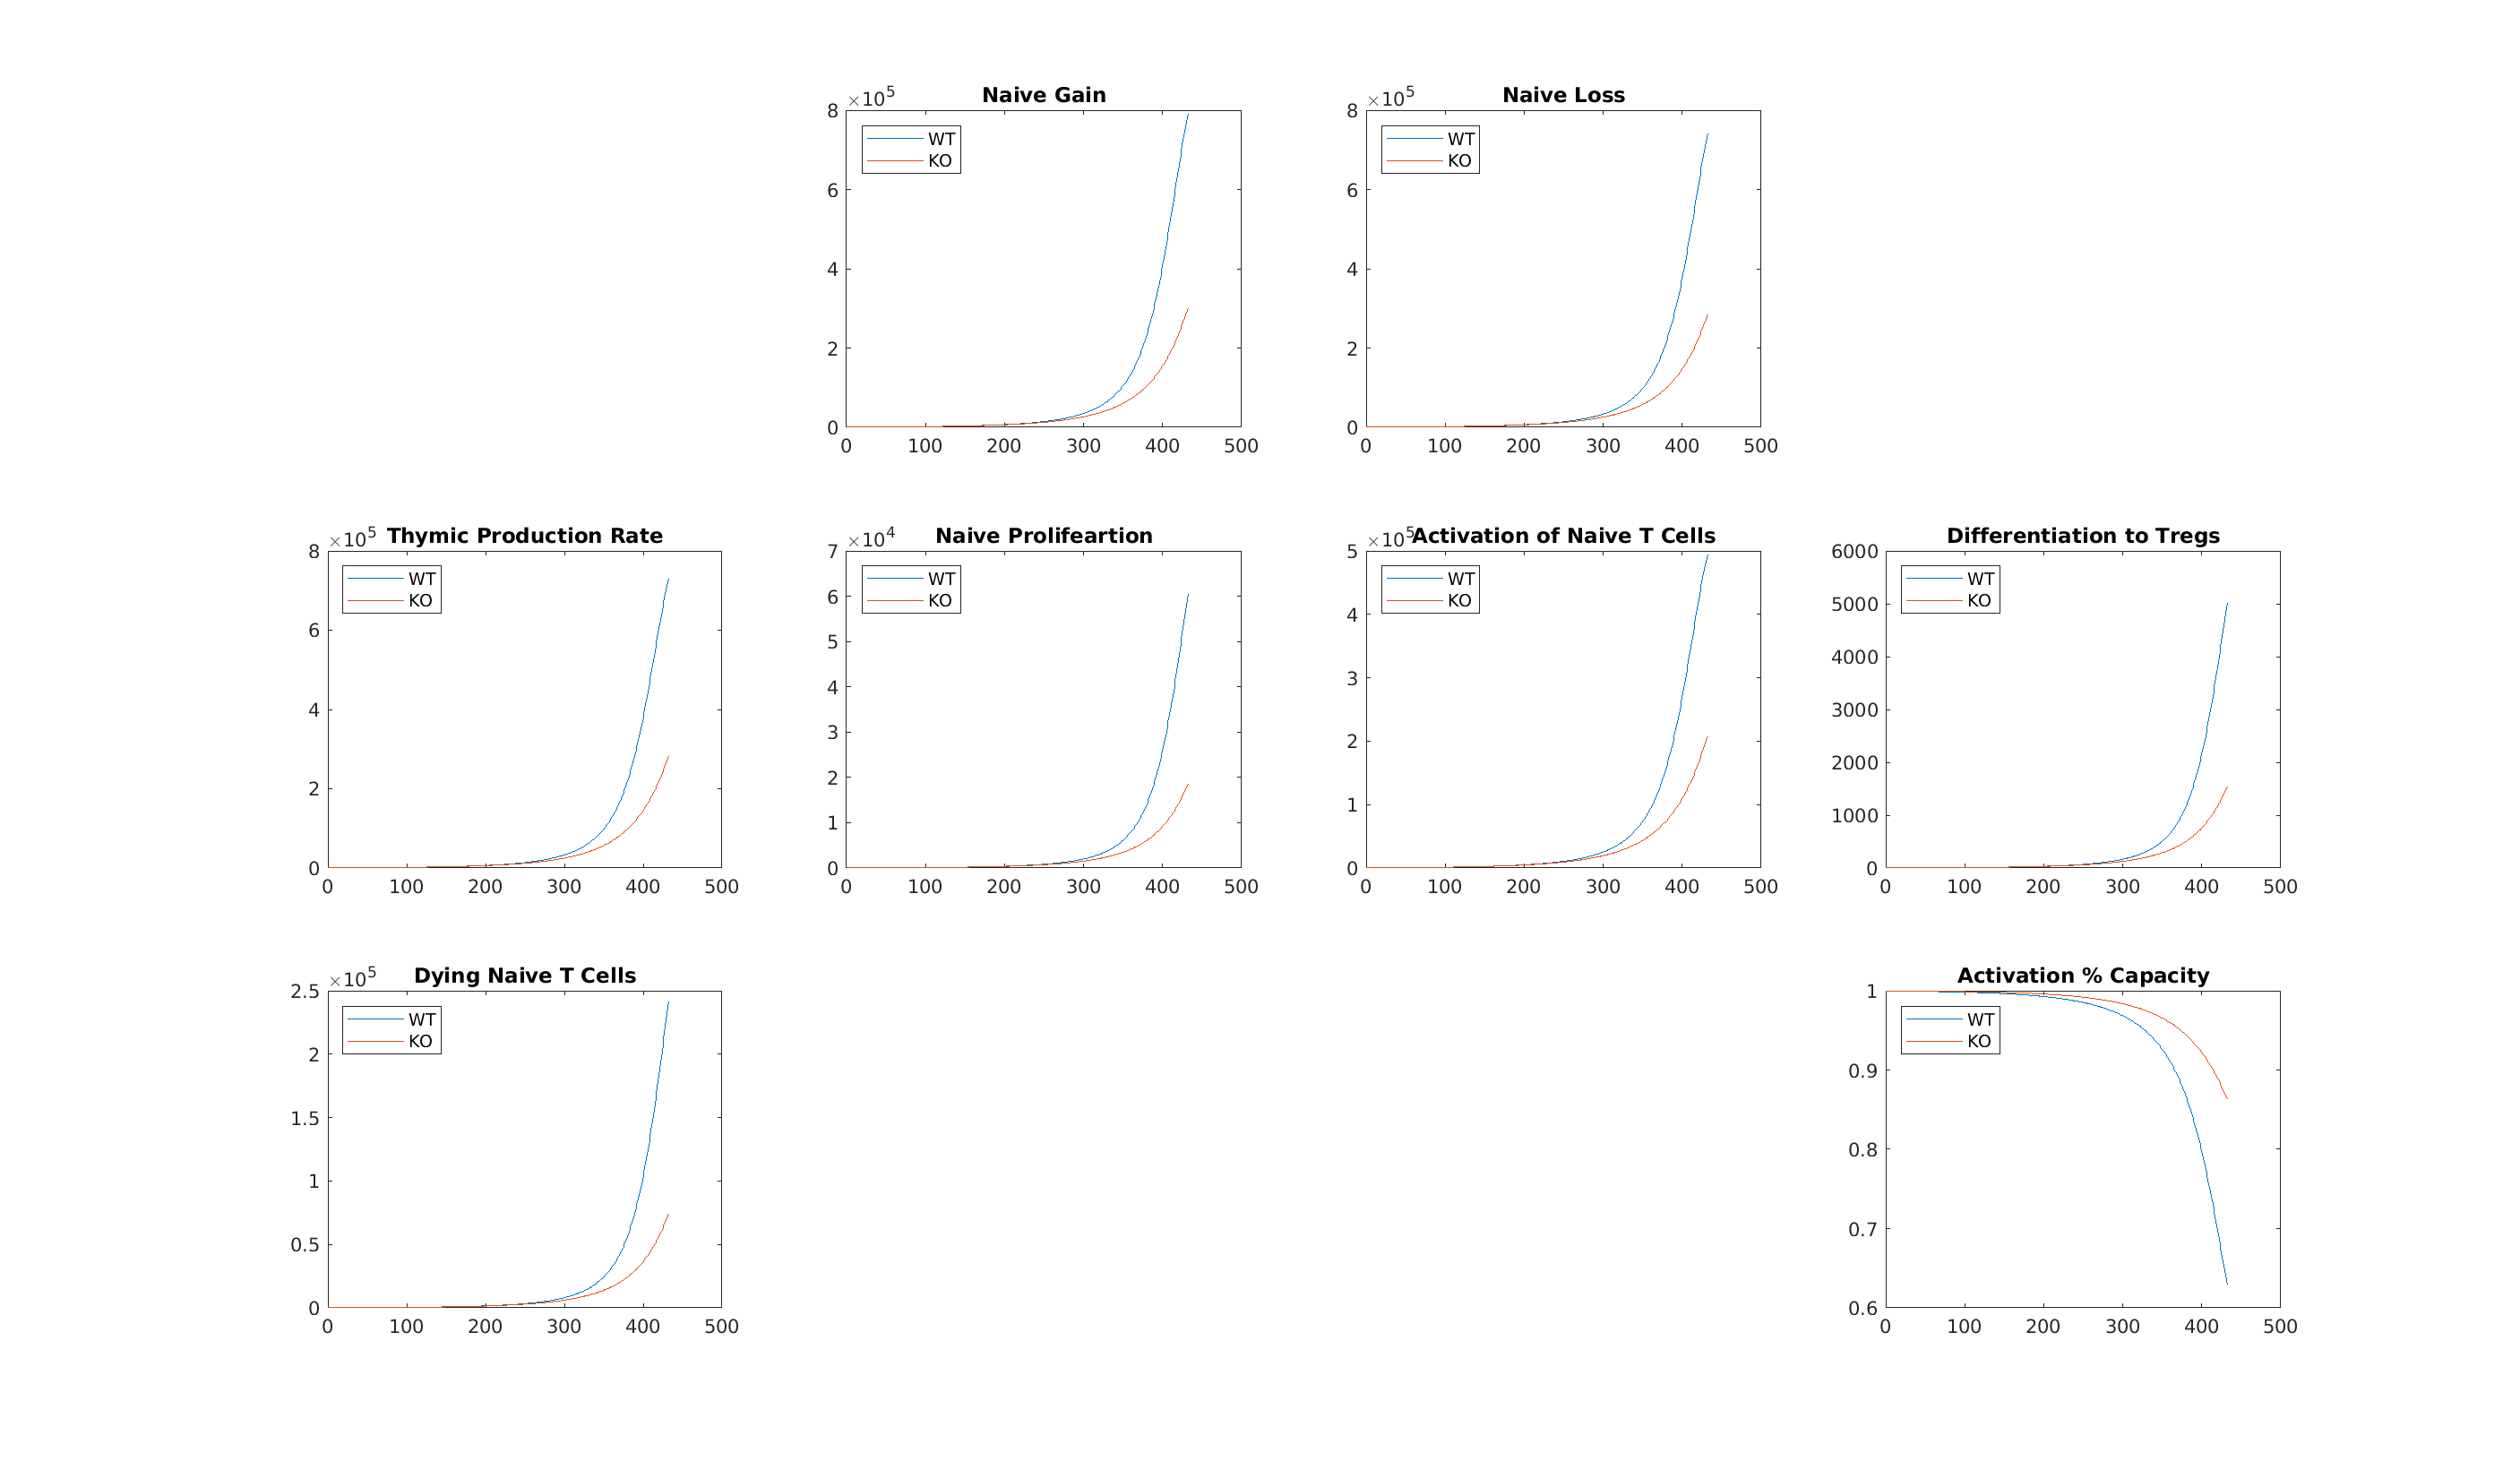 Naive Gain
×10^5
8
6
4
2
0
0 100 200 300 400 500
WT
KO
Naive Loss
×10^5
8
6
4
2
0
0 100 200 300 400 500
WT
KO
Thymic Production Rate
×10^5
8
6
4
2
0
0 100 200 300 400 500
WT
KO
Naive Prolifeartion
×10^4
7
6
5
4
3
2
1
0
0 100 200 300 400 500
WT
KO
Activation of Naive T Cells
×10^5
5
4
3
2
1
0
0 100 200 300 400 500
WT
KO
Differentiation to Tregs
6000
5000
4000
3000
2000
1000
0
0 100 200 300 400 500
WT
KO
Dying Naive T Cells
×10^5
2.5
2
1.5
1
0.5
0
0 100 200 300 400 500
WT
KO
Activation % Capacity
1
0.9
0.8
0.7
0.6
0 100 200 300 400 500
WT
KO